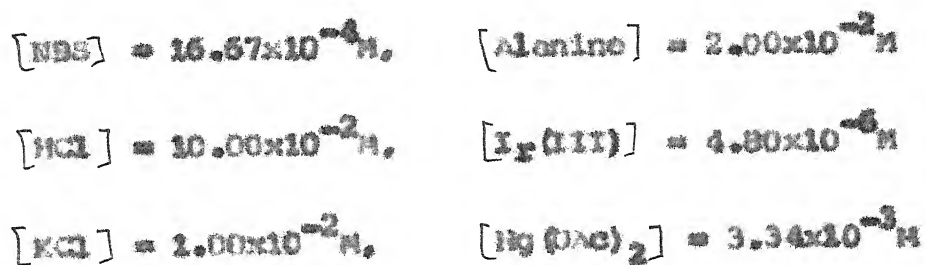 [NBS] = 16.67x10⁻⁴M, [Alanine] = 2.00x10⁻²M
[HCl] = 10.00x10⁻²M, [Ir(III)] = 4.80x10⁻⁶M
[KCl] = 1.00x10⁻²M, [Hg(OAc)₂] = 3.34x10⁻³M